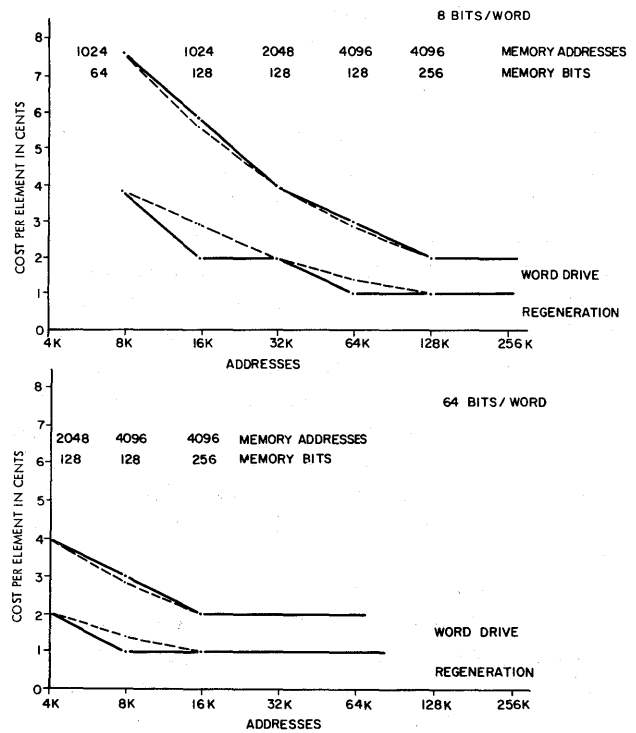 8 BITS/WORD
8
7
6
5
4
3
2
1
0
COST PER ELEMENT IN CENTS
1024 1024 2048 4096 4096 MEMORY ADDRESSES
64 128 128 128 256 MEMORY BITS
WORD DRIVE
REGENERATION
4K 8K 16K 32K 64K 128K 256K
ADDRESSES
64 BITS/WORD
8
7
6
5
4
3
2
1
0
COST PER ELEMENT IN CENTS
2048 4096 4096 MEMORY ADDRESSES
128 128 256 MEMORY BITS
WORD DRIVE
REGENERATION
4K 8K 16K 32K 64K 128K 256K
ADDRESSES